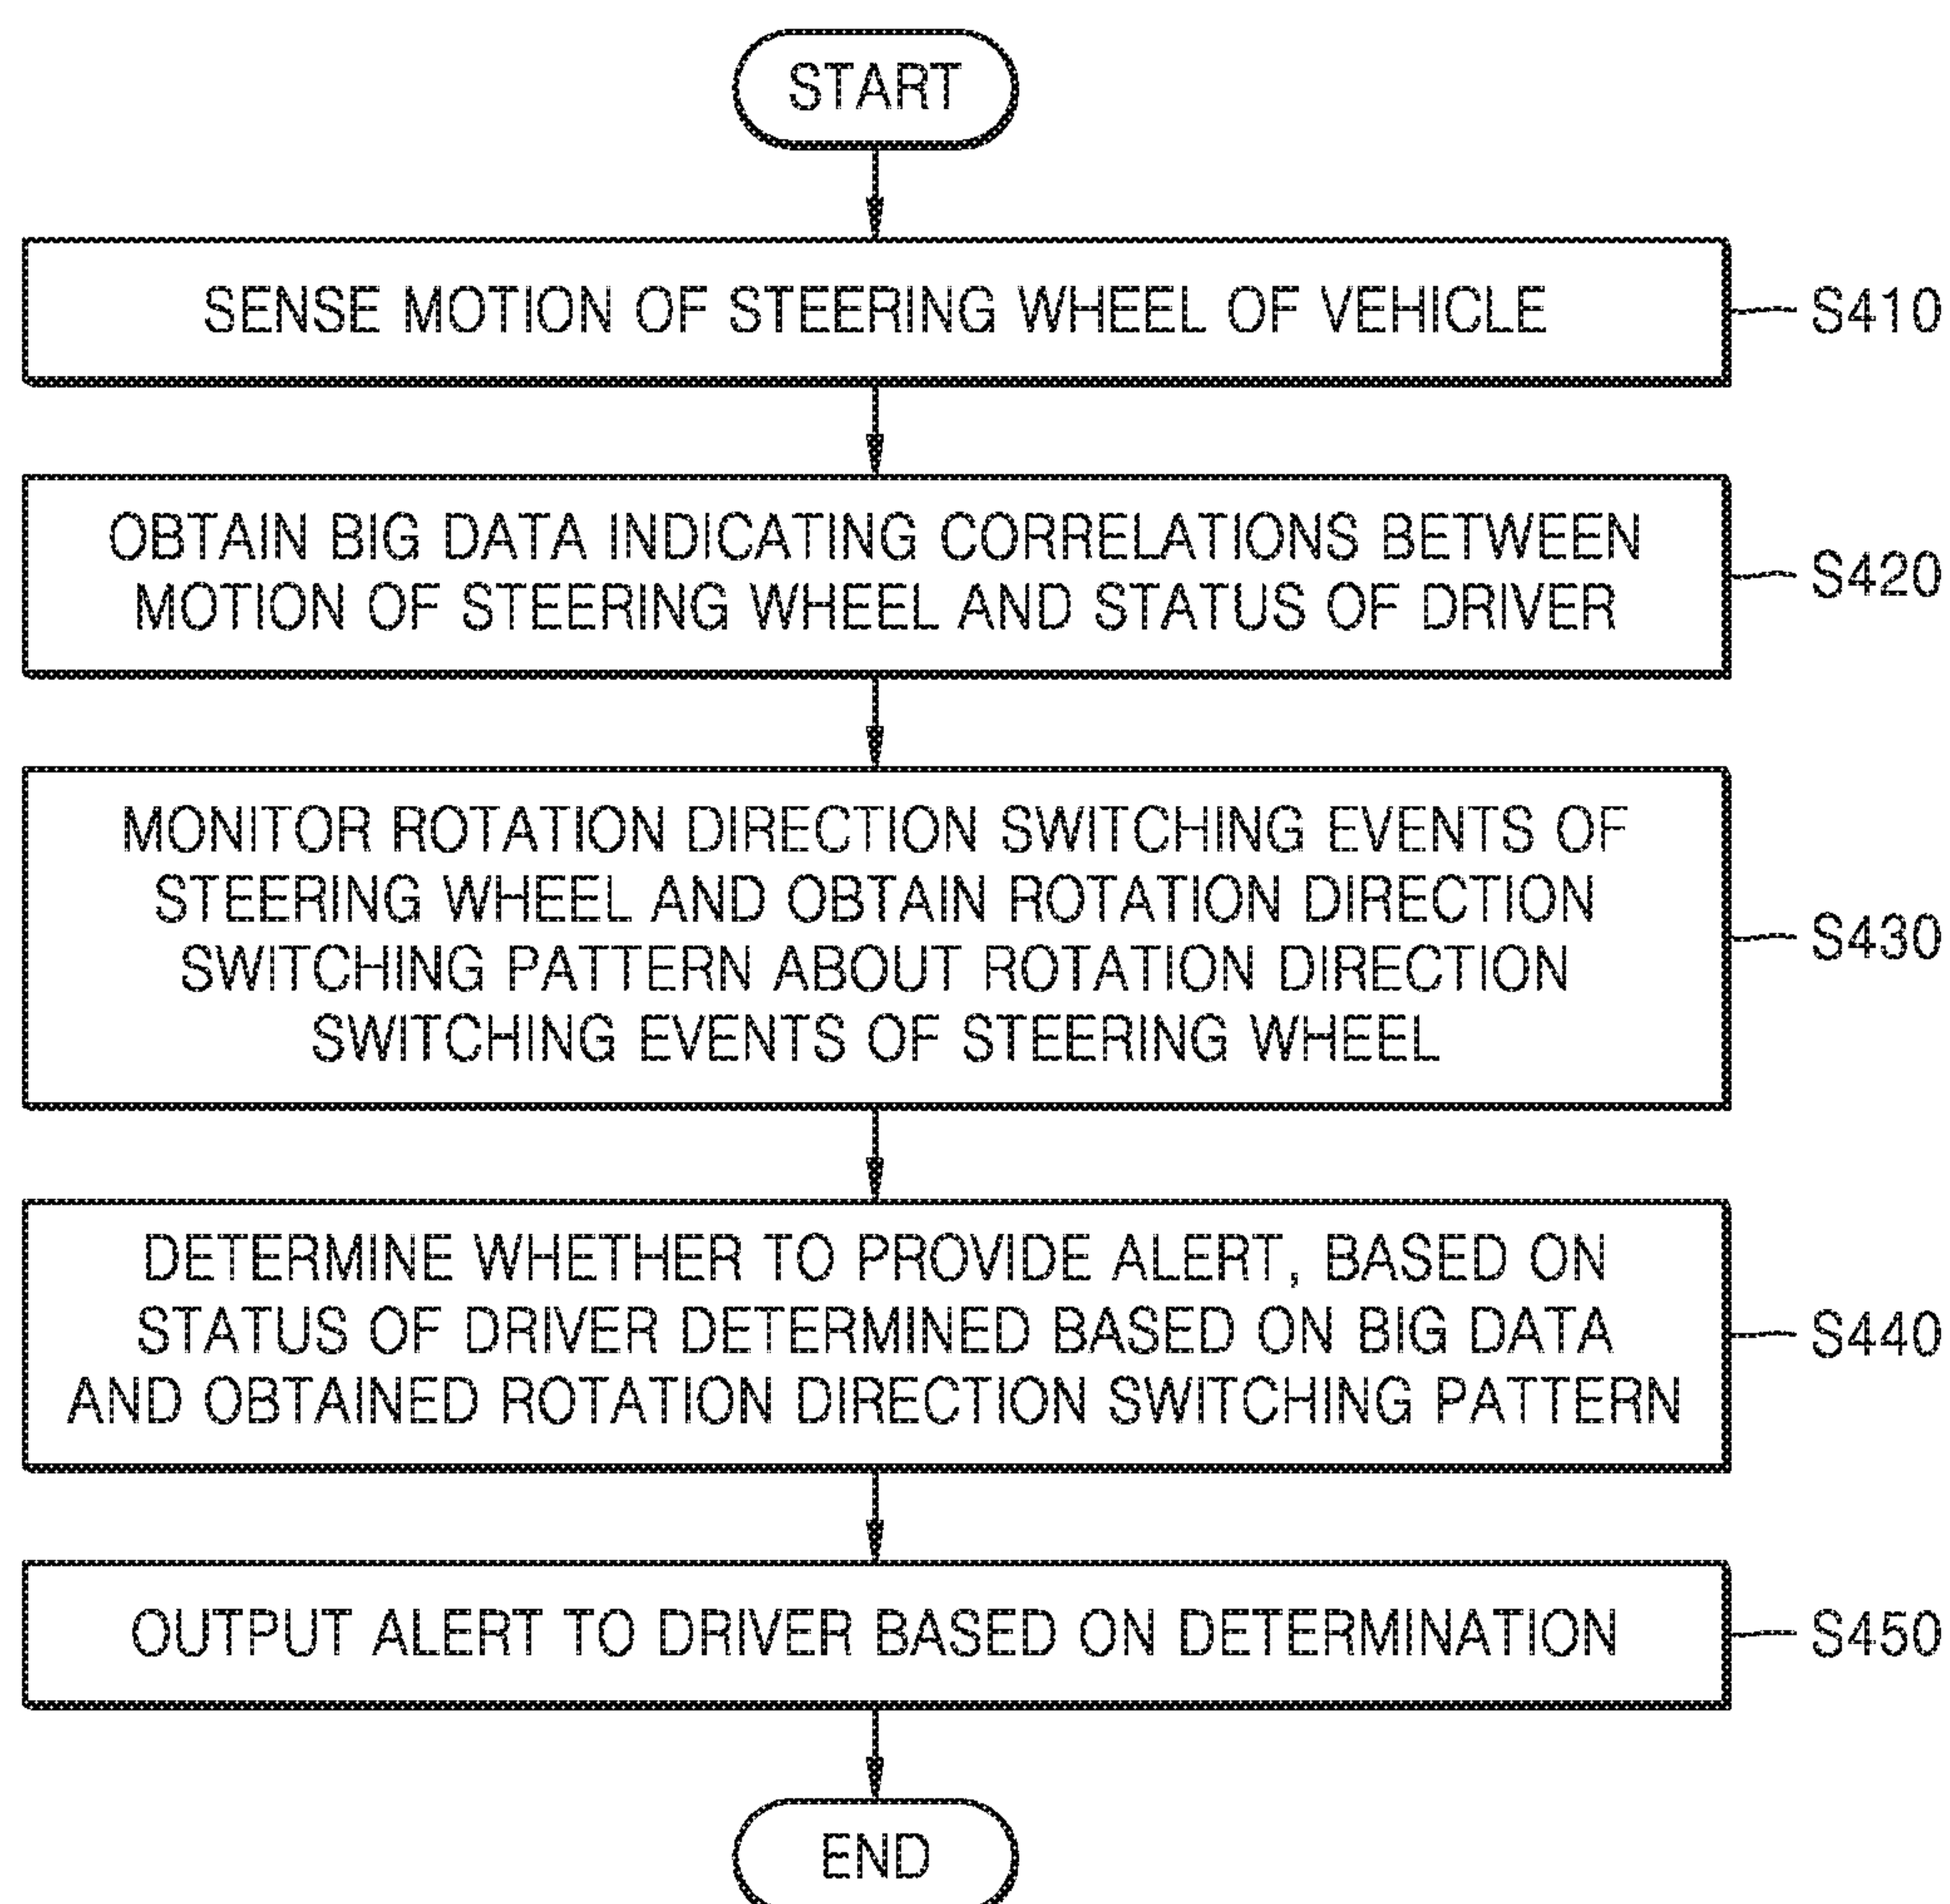 START
SENSE MOTION OF STEERING WHEEL OF VEHICLE
S410
OBTAIN BIG DATA INDICATING CORRELATIONS BETWEEN
MOTION OF STEERING WHEEL AND STATUS OF DRIVER
S420
MONITOR ROTATION DIRECTION SWITCHING EVENTS OF
STEERING WHEEL AND OBTAIN ROTATION DIRECTION
SWITCHING PATTERN ABOUT ROTATION DIRECTION
SWITCHING EVENTS OF STEERING WHEEL
S430
DETERMINE WHETHER TO PROVIDE ALERT, BASED ON
STATUS OF DRIVER DETERMINED BASED ON BIG DATA
AND OBTAINED ROTATION DIRECTION SWITCHING PATTERN
S440
OUTPUT ALERT TO DRIVER BASED ON DETERMINATION
S450
END